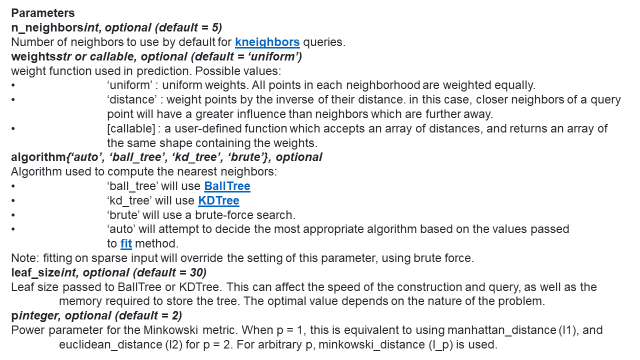 Parameters
n_neighborsint, optional (default = 5)
Number of neighbors to use by default for kneighbors queries.
weightsstr or callable, optional (default = ‘uniform’)
weight function used in prediction. Possible values:
• ‘uniform’ : uniform weights. All points in each neighborhood are weighted equally.
• ‘distance’ : weight points by the inverse of their distance. in this case, closer neighbors of a query
point will have a greater influence than neighbors which are further away.
• [callable] : a user-defined function which accepts an array of distances, and returns an array of
the same shape containing the weights.
algorithm{‘auto’, ‘ball_tree’, ‘kd_tree’, ‘brute’}, optional
Algorithm used to compute the nearest neighbors:
• ‘ball_tree’ will use BallTree
• ‘kd_tree’ will use KDTree
• ‘brute’ will use a brute-force search.
• ‘auto’ will attempt to decide the most appropriate algorithm based on the values passed
to fit method.
Note: fitting on sparse input will override the setting of this parameter, using brute force.
leaf_sizeint, optional (default = 30)
Leaf size passed to BallTree or KDTree. This can affect the speed of the construction and query, as well as the
memory required to store the tree. The optimal value depends on the nature of the problem.
pinteger, optional (default = 2)
Power parameter for the Minkowski metric. When p = 1, this is equivalent to using manhattan_distance (l1), and
euclidean_distance (l2) for p = 2. For arbitrary p, minkowski_distance (l_p) is used.